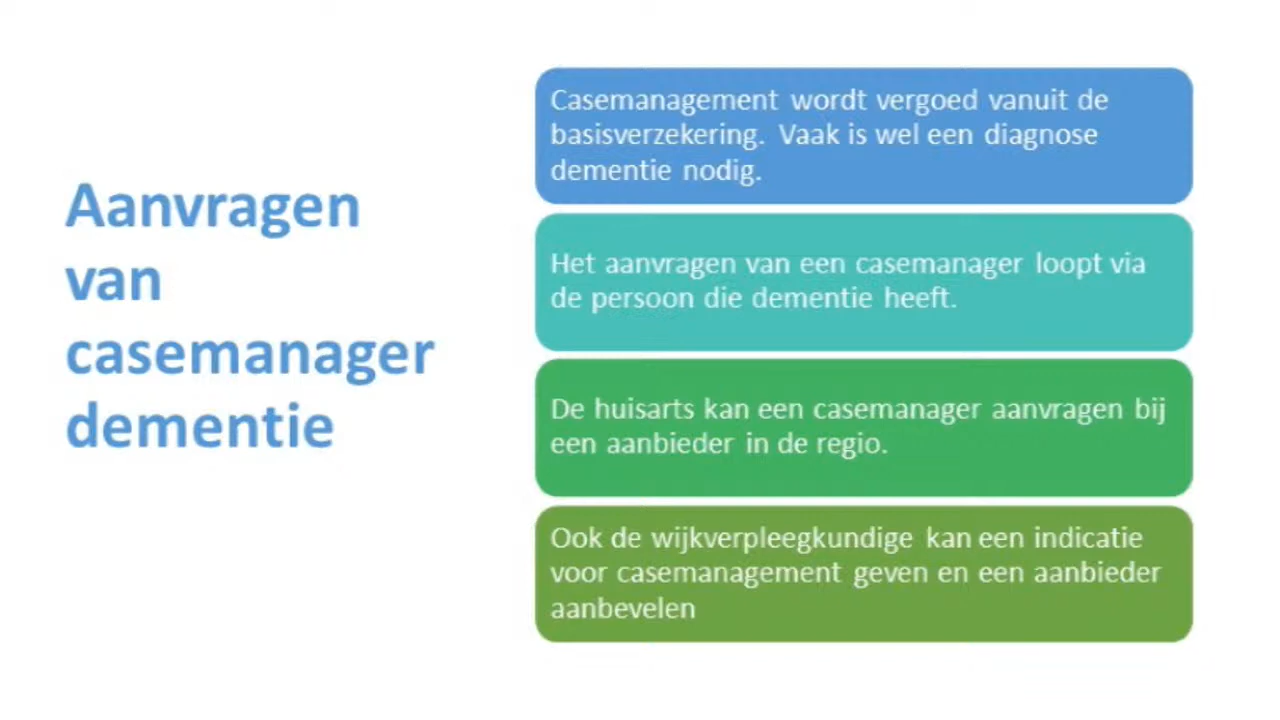 Aanvragen
van
casemanager
dementie
Casemanagement wordt vergoed vanuit de
basisverzekering. Vaak is wel een diagnose
dementie nodig.
Het aanvragen van een casemanager loopt via
de persoon die dementie heeft.
De huisarts kan een casemanager aanvragen bij
een aanbieder in de regio.
Ook de wijkverpleegkundige kan een indicatie
voor casemanagement geven en een aanbieder
aanbevelen